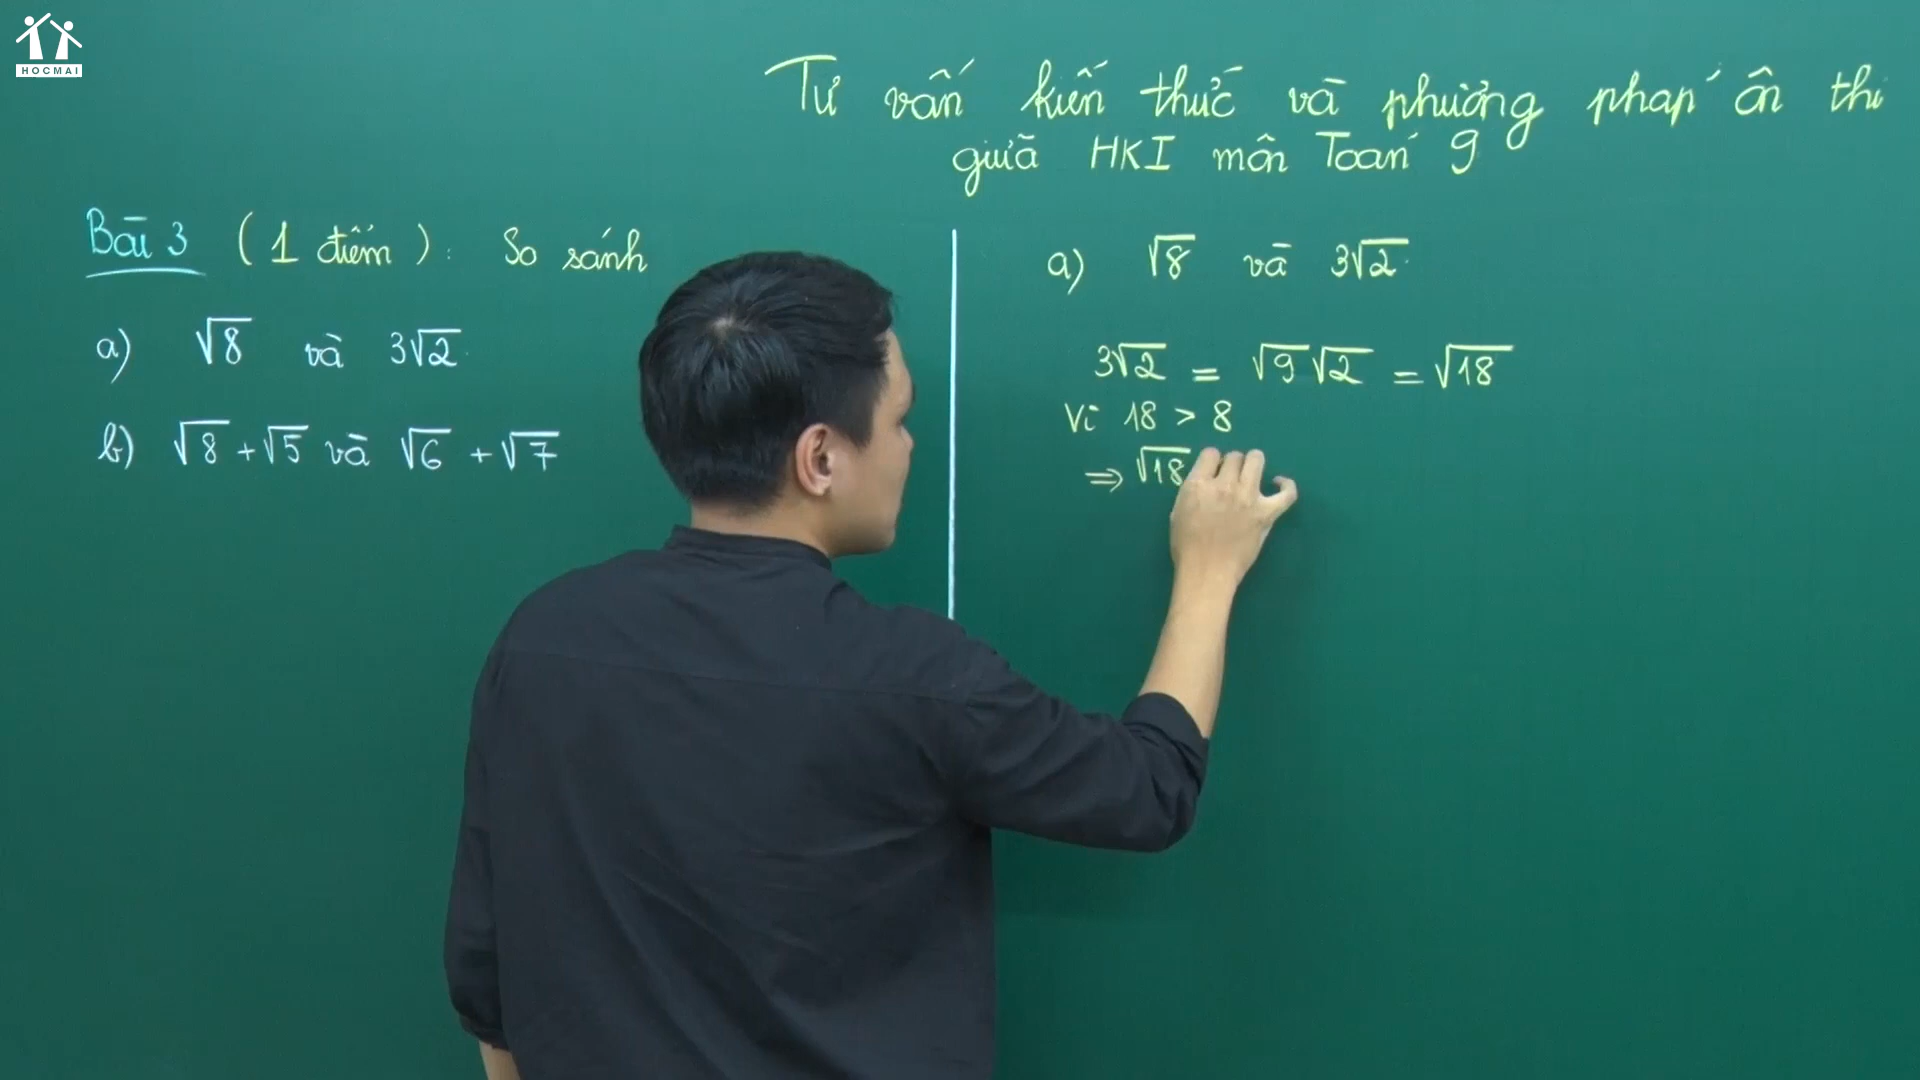 HOCMAI
Tư vấn kiến thức và phương pháp ôn thi
giữa HKI môn Toán 9
Bài 3 (1 điểm): So sánh
a) √8 và 3√2.
b) √8 + √5 và √6 + √7
a) √8 và 3√2.
3√2 = √9 √2 = √18
Vì 18 > 8
⇒ √18